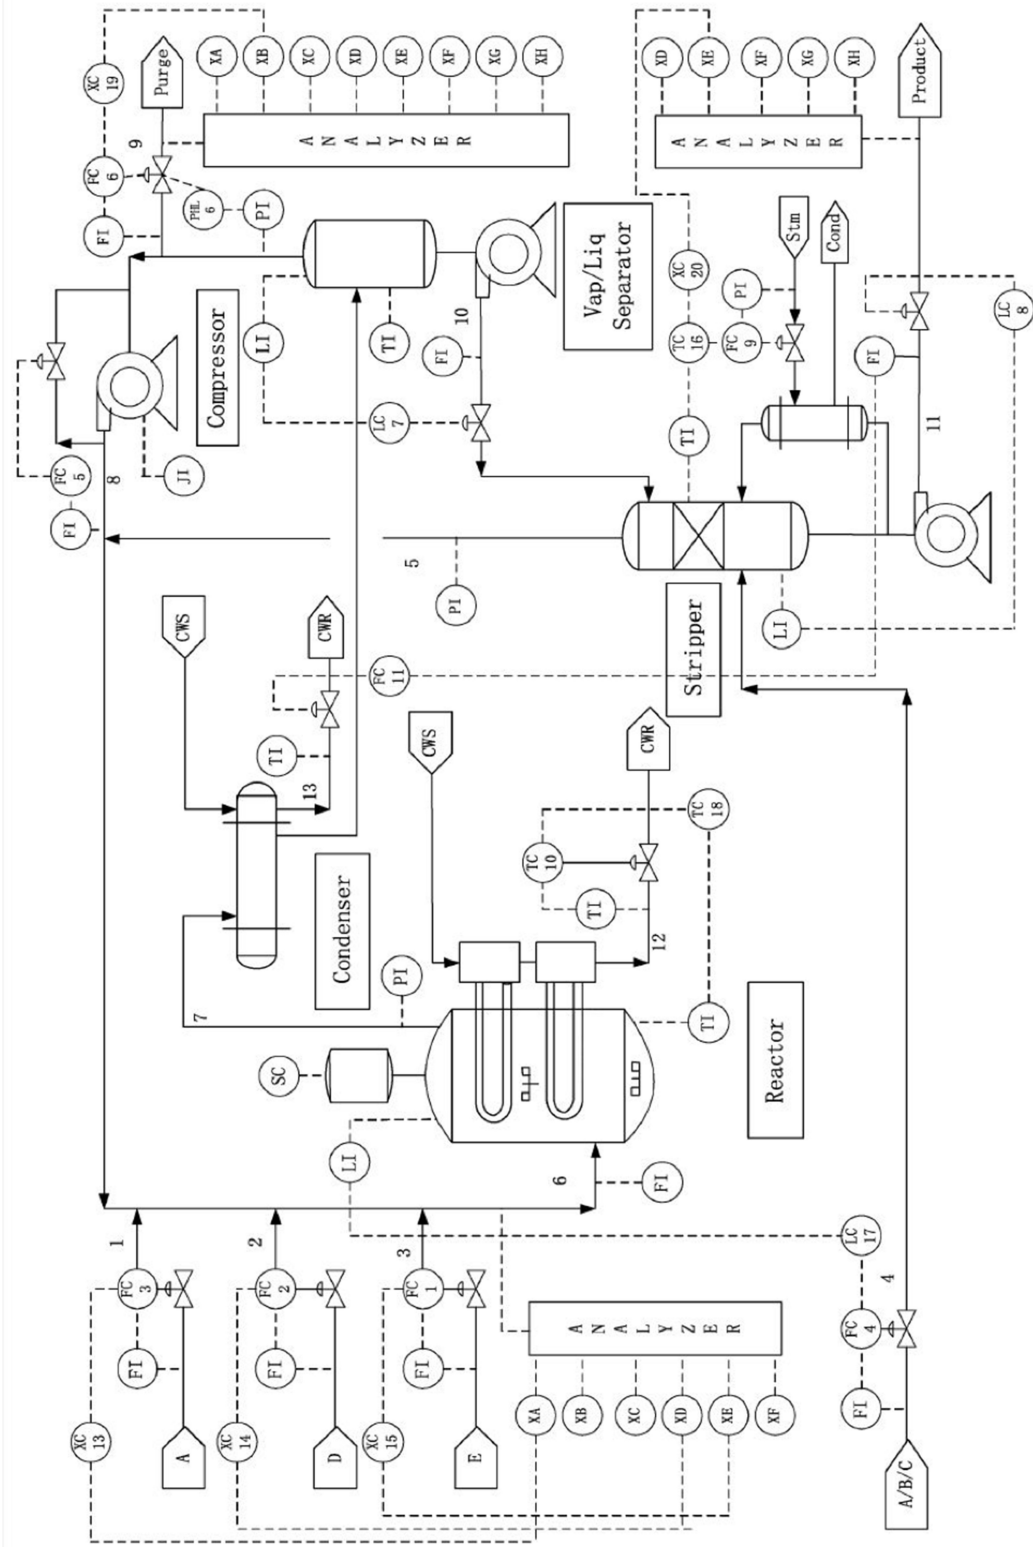 XC
13
A
FI
FC
3
1
8
FI
FC
5
JI
Compressor
FI
FC
6
XC
19
9
Purge
PHL
6
PI
XA
XB
XC
XD
XE
XF
XG
XH
ANALYZER
XC
14
D
FI
FC
2
2
SC
7
Condenser
TI
13
CWS
CWR
FC
11
LI
TI
LC
7
FI
10
Vap/Liq
Separator
XC
15
E
FI
FC
1
3
LI
PI
CWS
PI
5
XA
XB
XC
XD
XE
XF
ANALYZER
6
FI
Reactor
TI
12
TI
TC
10
TC
18
CWR
Stripper
LI
TI
TC
16
XC
20
FC
9
PI
Stm
Cond
XD
XE
XF
XG
XH
ANALYZER
A/B/C
FI
FC
4
LC
17
4
FI
11
LC
8
Product